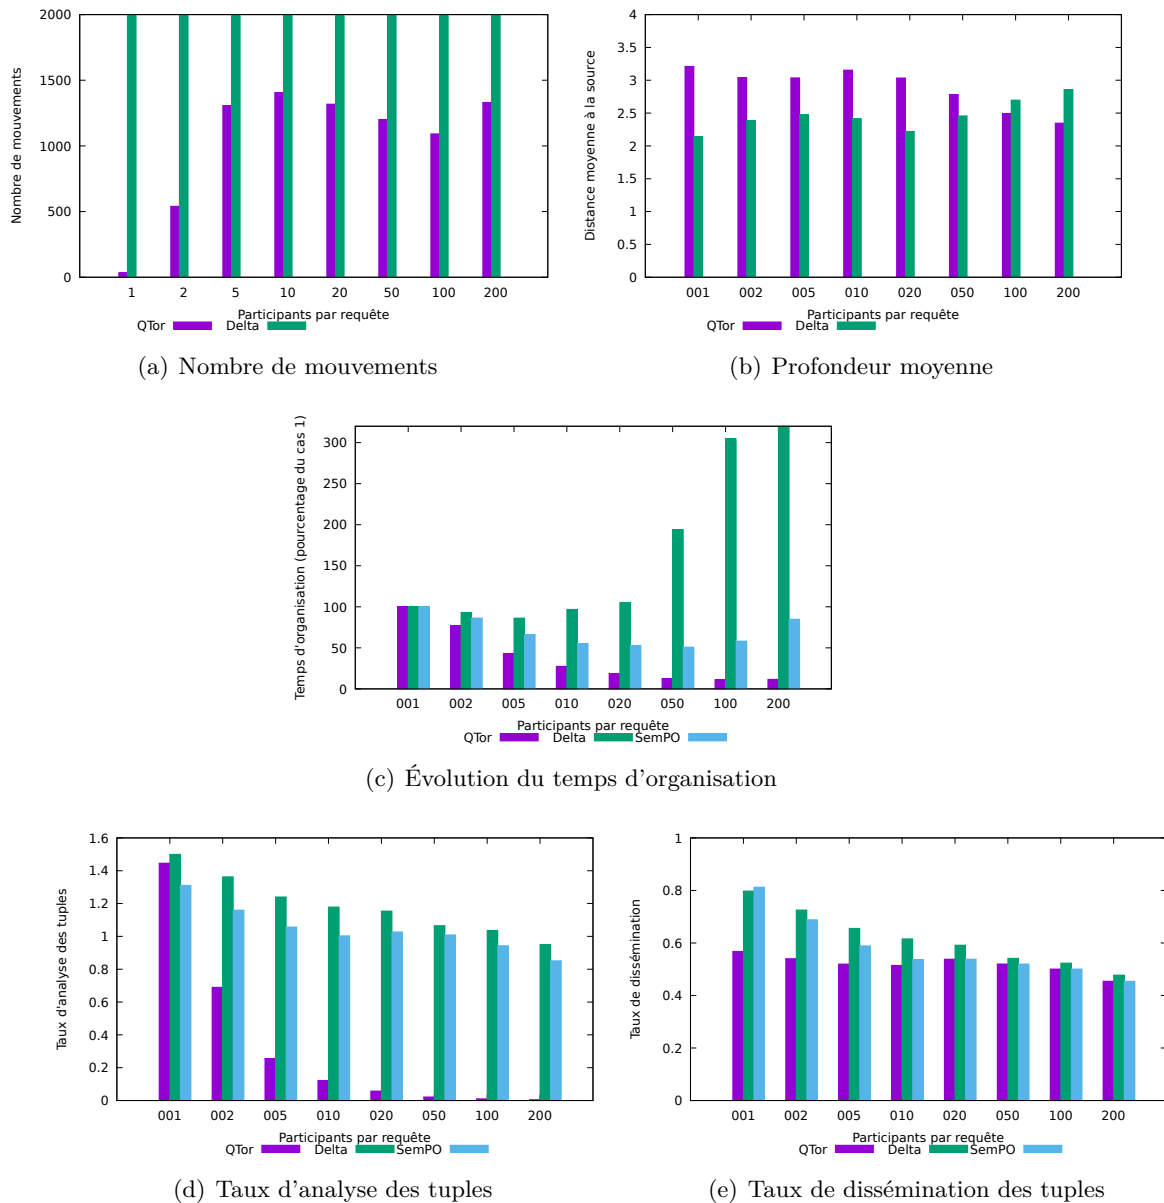 2000
1500
1000
500
0
Nombre de mouvements
1 2 5 10 20 50 100 200
Participants par requête
QTor Delta
(a) Nombre de mouvements
4
3.5
3
2.5
2
1.5
1
0.5
0
Distance moyenne à la source
001 002 005 010 020 050 100 200
Participants par requête
QTor Delta
(b) Profondeur moyenne
300
250
200
150
100
50
0
Temps d'organisation (pourcentage du cas 1)
001 002 005 010 020 050 100 200
Participants par requête
QTor Delta SemPO
(c) Évolution du temps d'organisation
1.6
1.4
1.2
1
0.8
0.6
0.4
0.2
0
Taux d'analyse des tuples
001 002 005 010 020 050 100 200
Participants par requête
QTor Delta SemPO
(d) Taux d'analyse des tuples
1
0.8
0.6
0.4
0.2
0
Taux de dissémination
001 002 005 010 020 050 100 200
Participants par requête
QTor Delta SemPO
(e) Taux de dissémination des tuples